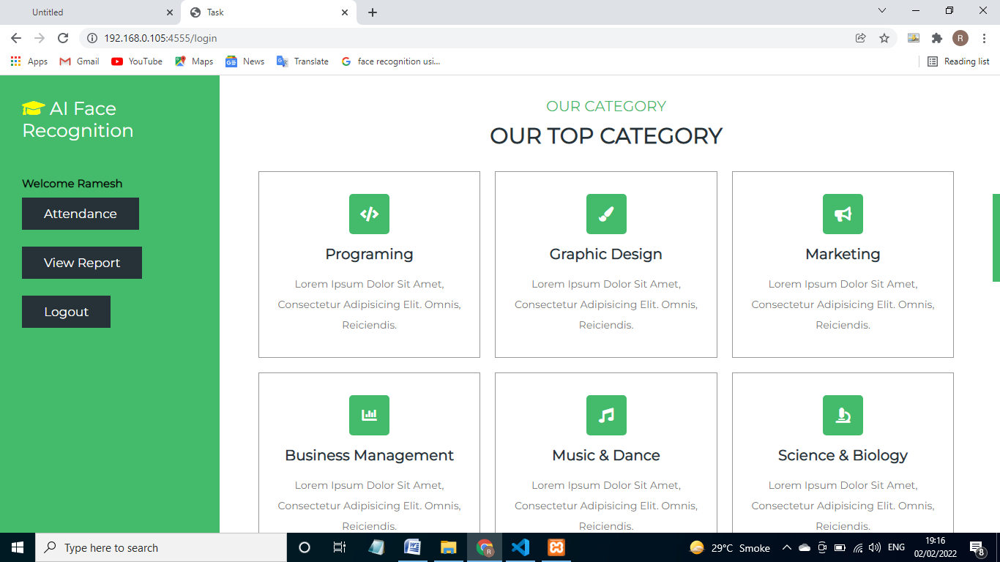 Untitled
Task
192.168.0.105:4555/login
R
Apps
Gmail
YouTube
Maps
News
Translate
face recognition usi...
Reading list
AI Face
Recognition
Welcome Ramesh
Attendance
View Report
Logout
OUR CATEGORY
OUR TOP CATEGORY
Programing
Lorem Ipsum Dolor Sit Amet,
Consectetur Adipisicing Elit. Omnis,
Reiciendis.
Graphic Design
Lorem Ipsum Dolor Sit Amet,
Consectetur Adipisicing Elit. Omnis,
Reiciendis.
Marketing
Lorem Ipsum Dolor Sit Amet,
Consectetur Adipisicing Elit. Omnis,
Reiciendis.
Business Management
Lorem Ipsum Dolor Sit Amet,
Consectetur Adipisicing Elit. Omnis,
Reiciendis.
Music & Dance
Lorem Ipsum Dolor Sit Amet,
Consectetur Adipisicing Elit. Omnis,
Reiciendis.
Science & Biology
Lorem Ipsum Dolor Sit Amet,
Consectetur Adipisicing Elit. Omnis,
Reiciendis.
Type here to search
29°C Smoke
ENG
19:16
02/02/2022
8